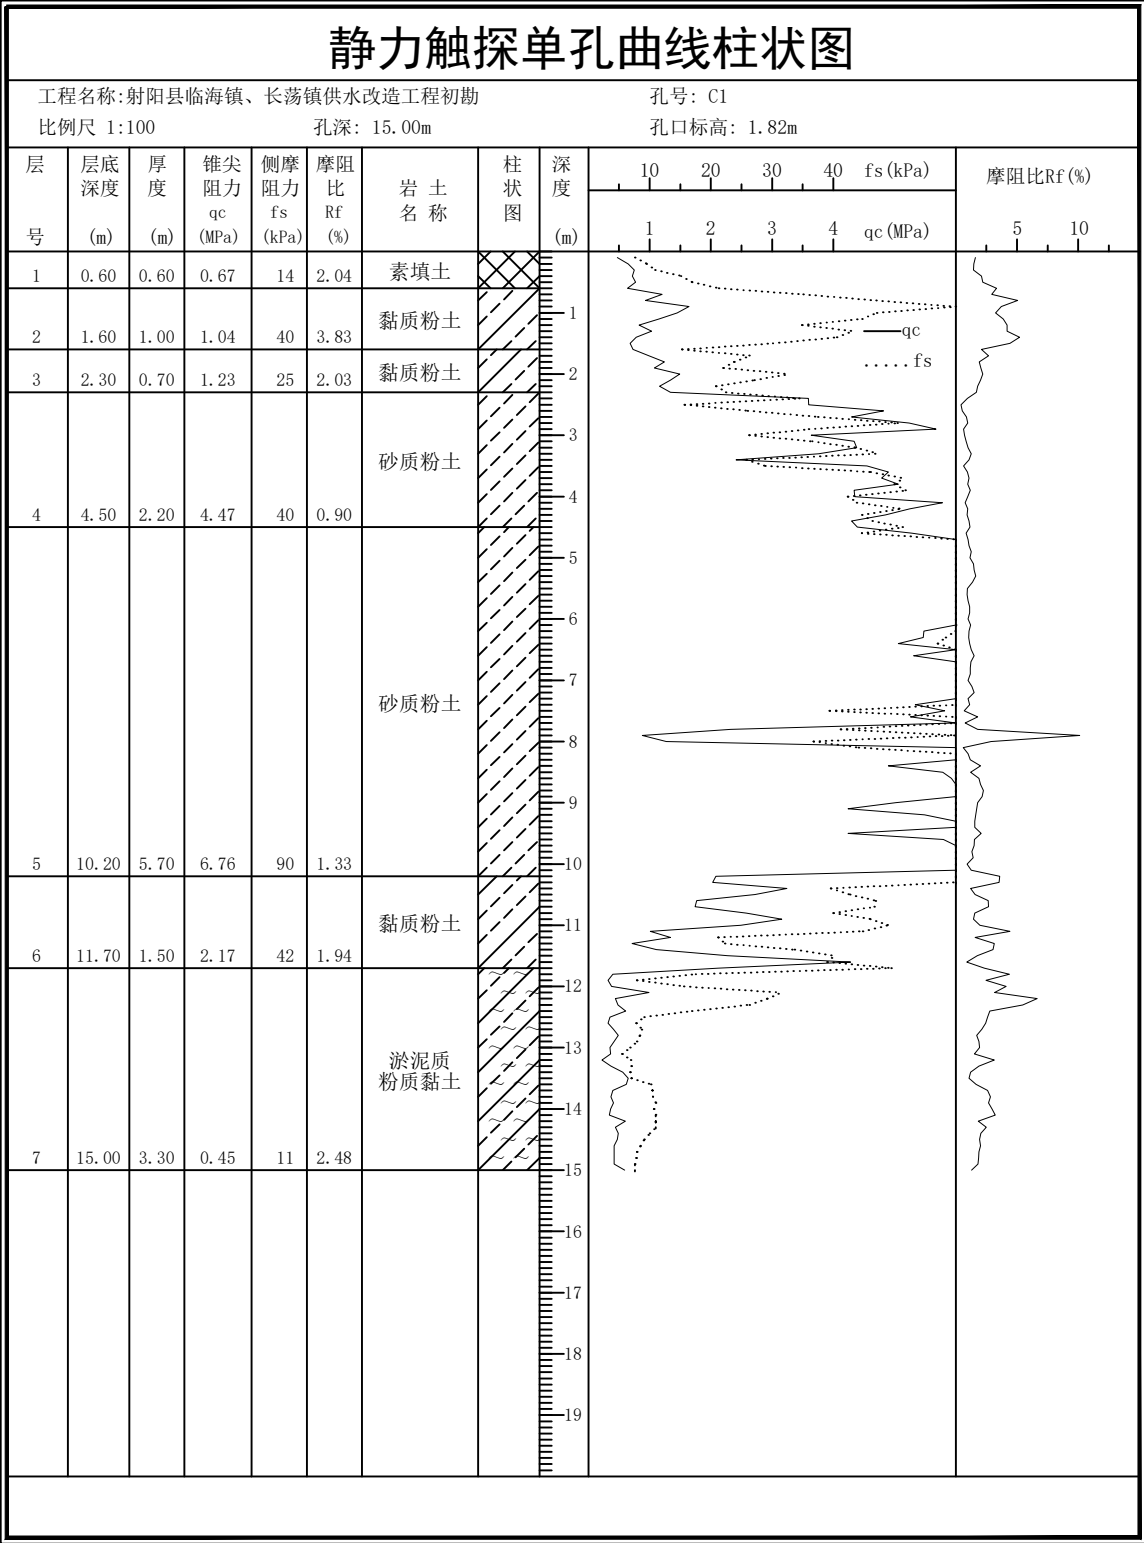 静力触探单孔曲线柱状图
工程名称:射阳县临海镇、长荡镇供水改造工程初勘 孔号: C1
比例尺 1:100 孔深: 15.00m 孔口标高: 1.82m
层号 层底深度(m) 厚度(m) 锥尖阻力qc(MPa) 侧摩阻力fs(kPa) 摩阻比Rf(%) 岩土名称 柱状图 深度(m)
10 20 30 40 fs(kPa)
1 2 3 4 qc(MPa)
摩阻比Rf(%)
5 10
1 0.60 0.60 0.67 14 2.04 素填土
2 1.60 1.00 1.04 40 3.83 黏质粉土
3 2.30 0.70 1.23 25 2.03 黏质粉土
4 4.50 2.20 4.47 40 0.90 砂质粉土
5 10.20 5.70 6.76 90 1.33 砂质粉土
6 11.70 1.50 2.17 42 1.94 黏质粉土
7 15.00 3.30 0.45 11 2.48 淤泥质粉质黏土
1
2
3
4
5
6
7
8
9
10
11
12
13
14
15
16
17
18
19
qc
fs